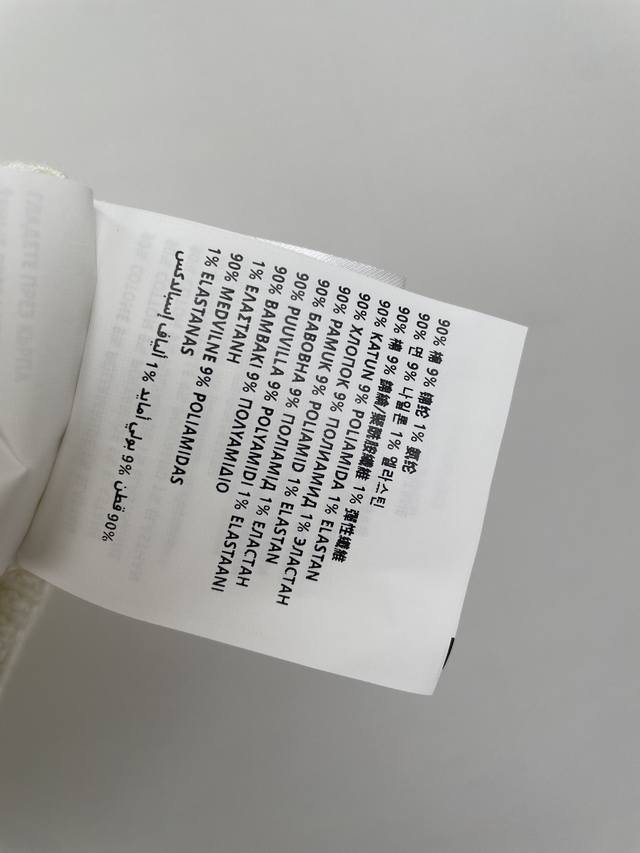 90% 棉 9% 锦纶 1% 氨纶
90% 면 9% 나일론 1% 엘라스틴
90% 棉 9% 錦綸/聚酰胺纖維 1% 彈性纖維
90% KATUN 9% POLIAMIDA 1% ELASTAN
90% ХЛОПОК 9% ПОЛИАМИД 1% ЭЛАСТАН
90% PAMUK 9% POLIAMID 1% ELASTAN
90% БАВОВНА 9% ПОЛІАМІД 1% ЕЛАСТАН
90% PUUVILLA 9% POLYAMIDI 1% ELASTAANI
90% BAMBAKI 9% ΠΟΛΥΑΜΙΔΙΟ
1% ΕΛΑΣΤΑΝΗ
90% MEDVILNE 9% POLIAMIDAS
1% ELASTANAS
90% قطن 9% بولي أمايد 1% ألياف إسباندكس